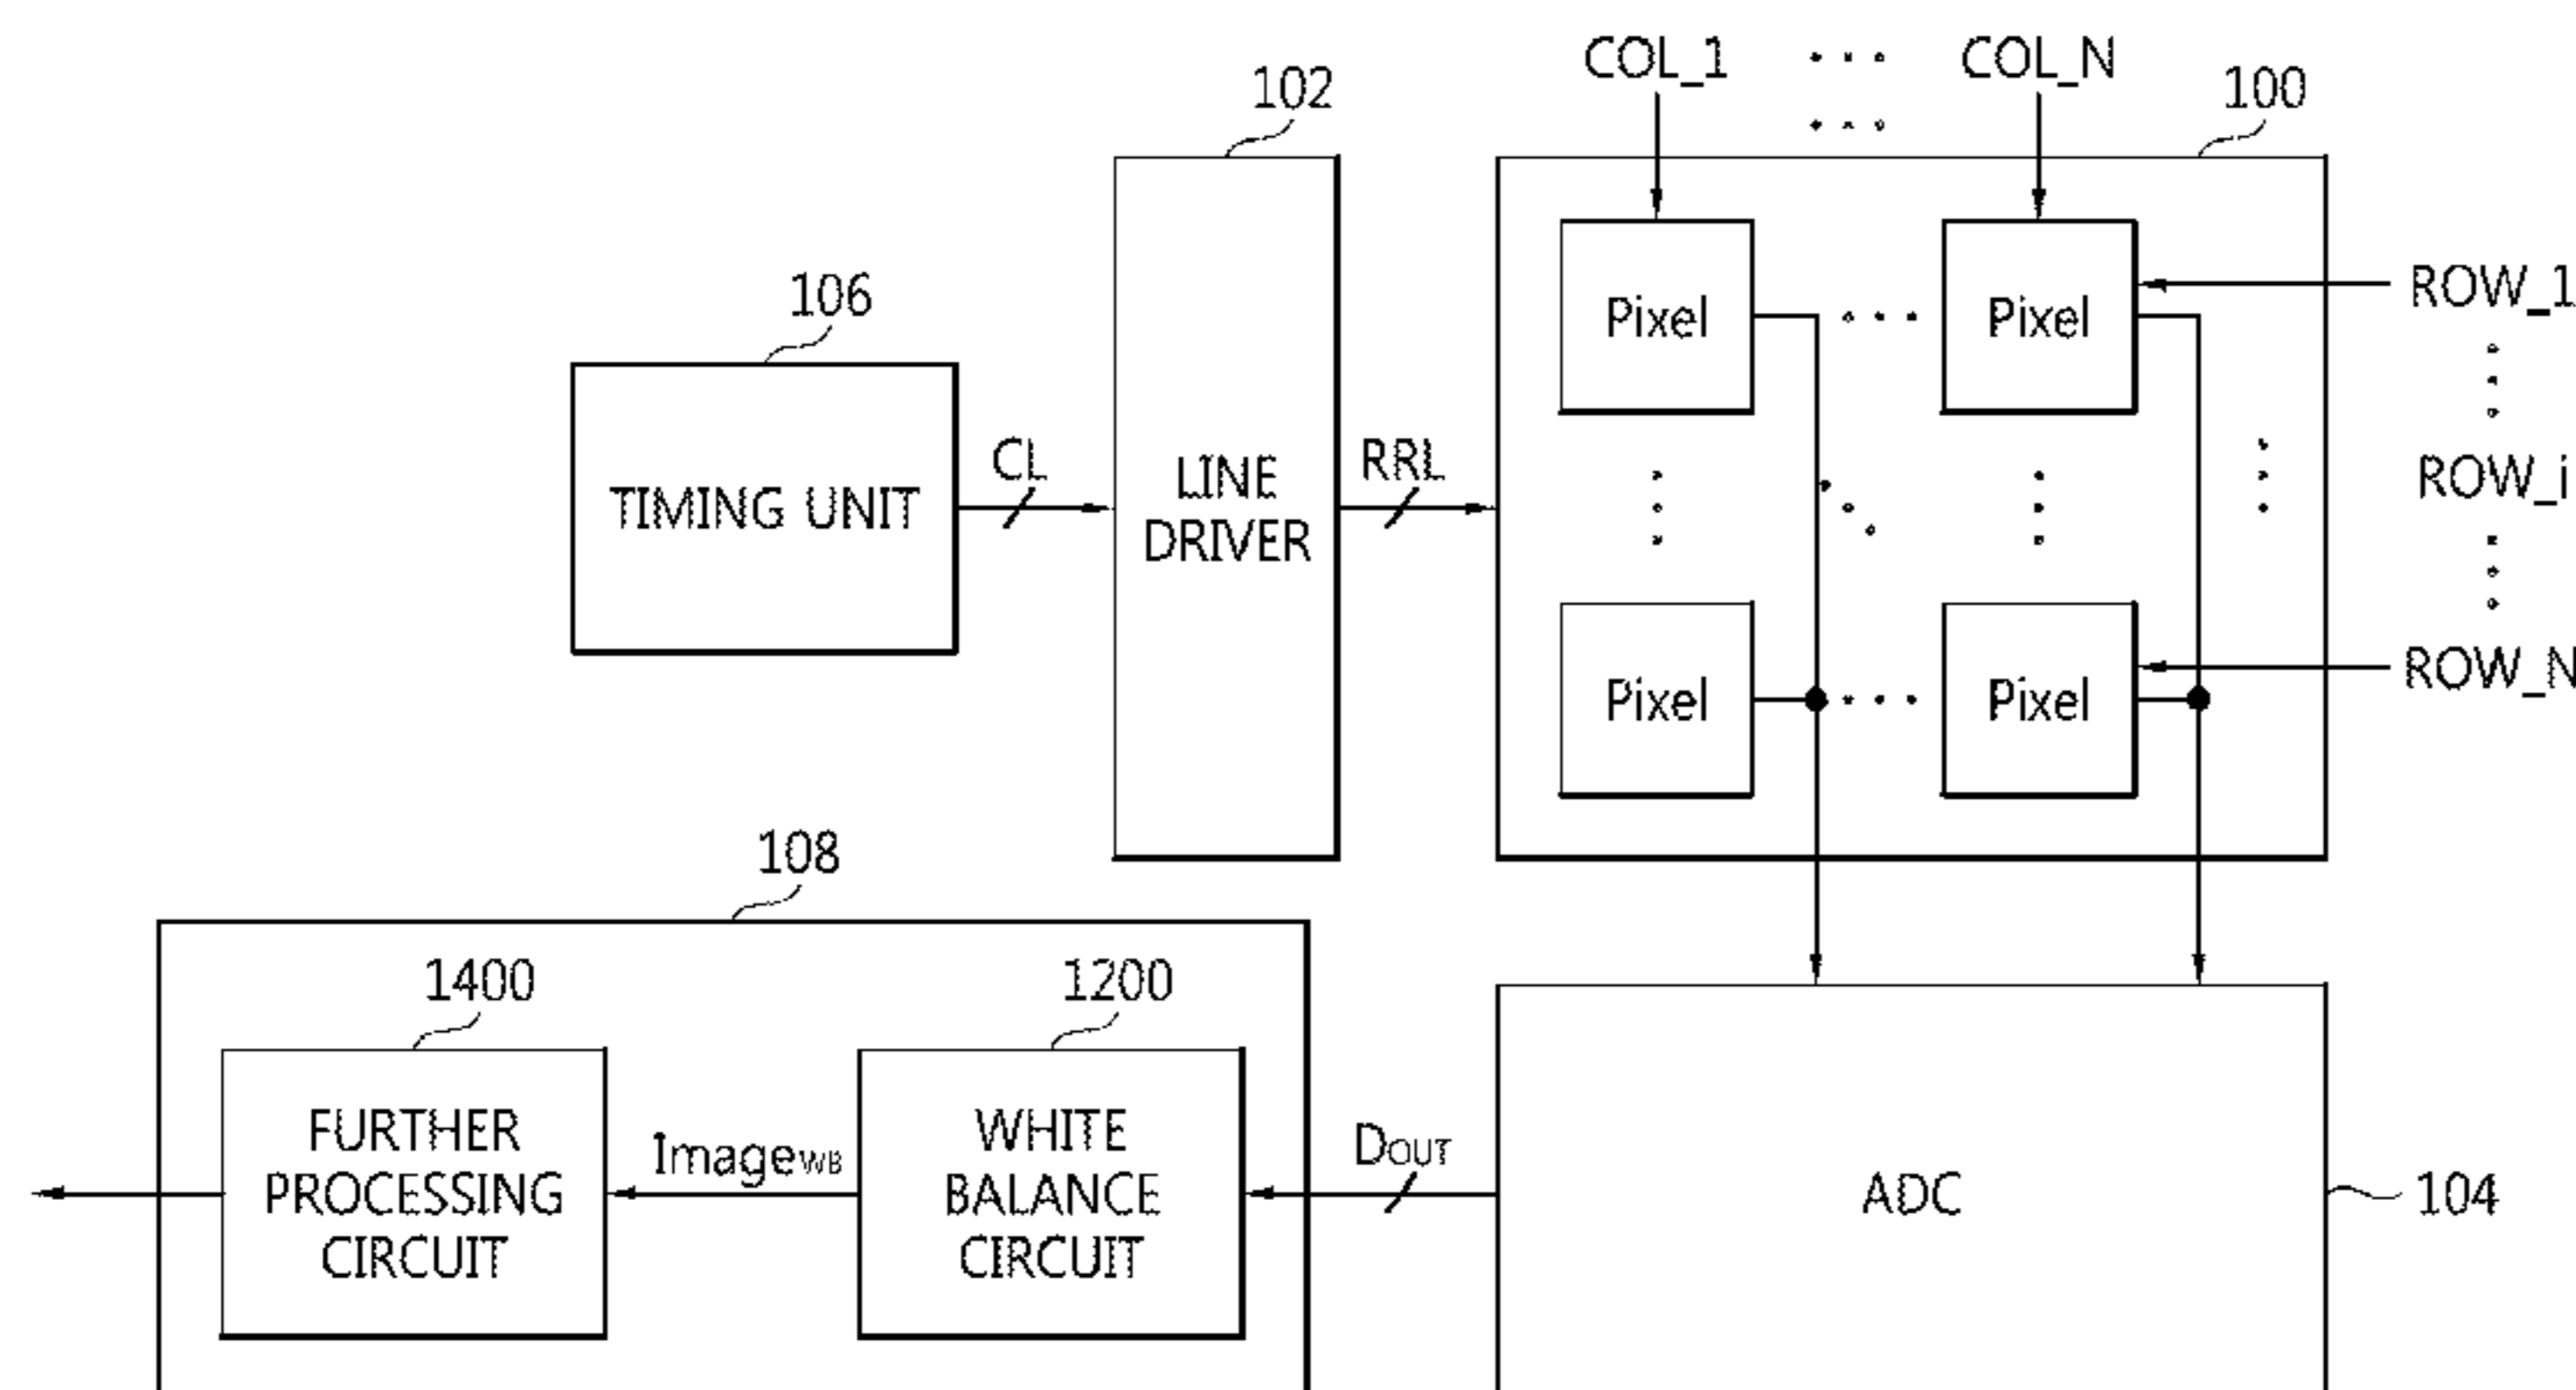 COL_1 ... COL_N
...
102
100
106
ROW_1
Pixel ... Pixel
CL
RRL
TIMING UNIT
LINE
DRIVER
ROW_i
Pixel ... Pixel
ROW_N
108
1400
1200
FURTHER
PROCESSING
CIRCUIT
ImageWB
WHITE
BALANCE
CIRCUIT
DOUT
ADC
104